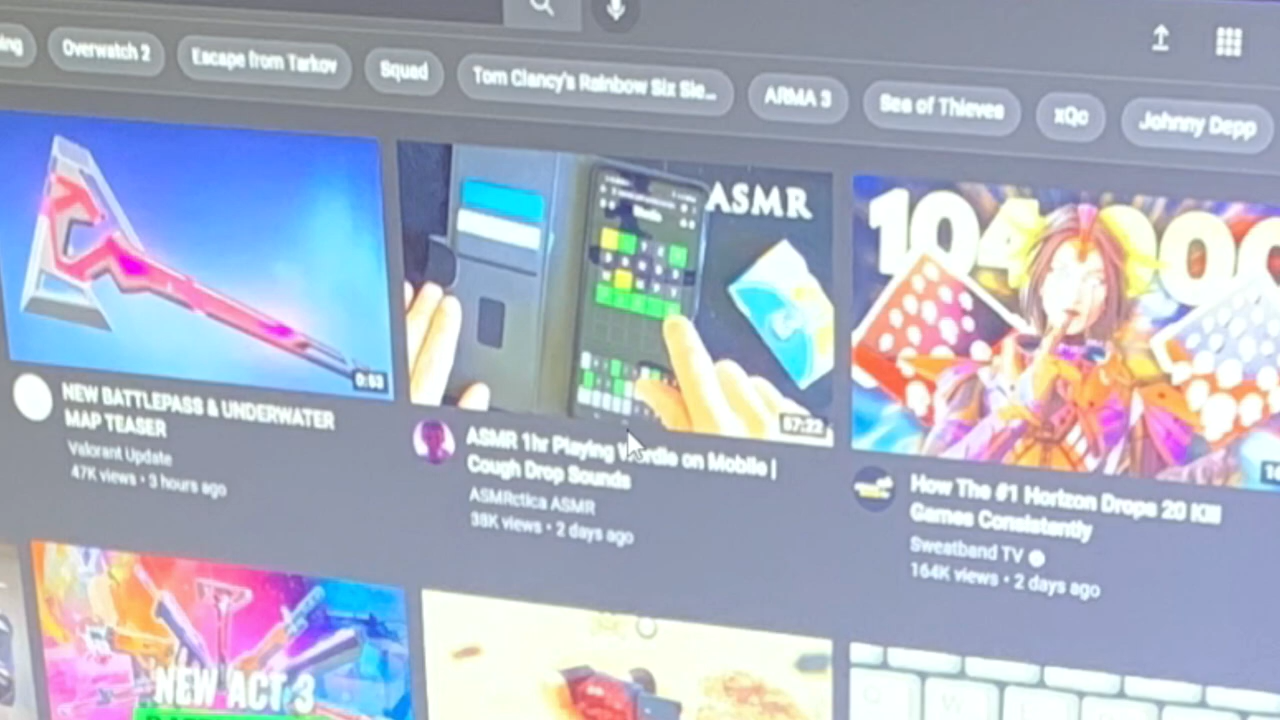 Overwatch 2
Escape from Tarkov
Squad
Tom Clancy's Rainbow Six Sie...
ARMA 3
Sea of Thieves
xQc
Johnny Depp
ASMR
0:53
57:22
NEW BATTLEPASS & UNDERWATER
MAP TEASER
Valorant Update
47K views • 3 hours ago
ASMR 1hr Playing Wordle on Mobile |
Cough Drop Sounds
ASMRctica ASMR
38K views • 2 days ago
How The #1 Horizon Drops 20 Kill
Games Consistently
Sweatband TV
164K views • 2 days ago
NEW ACT 3